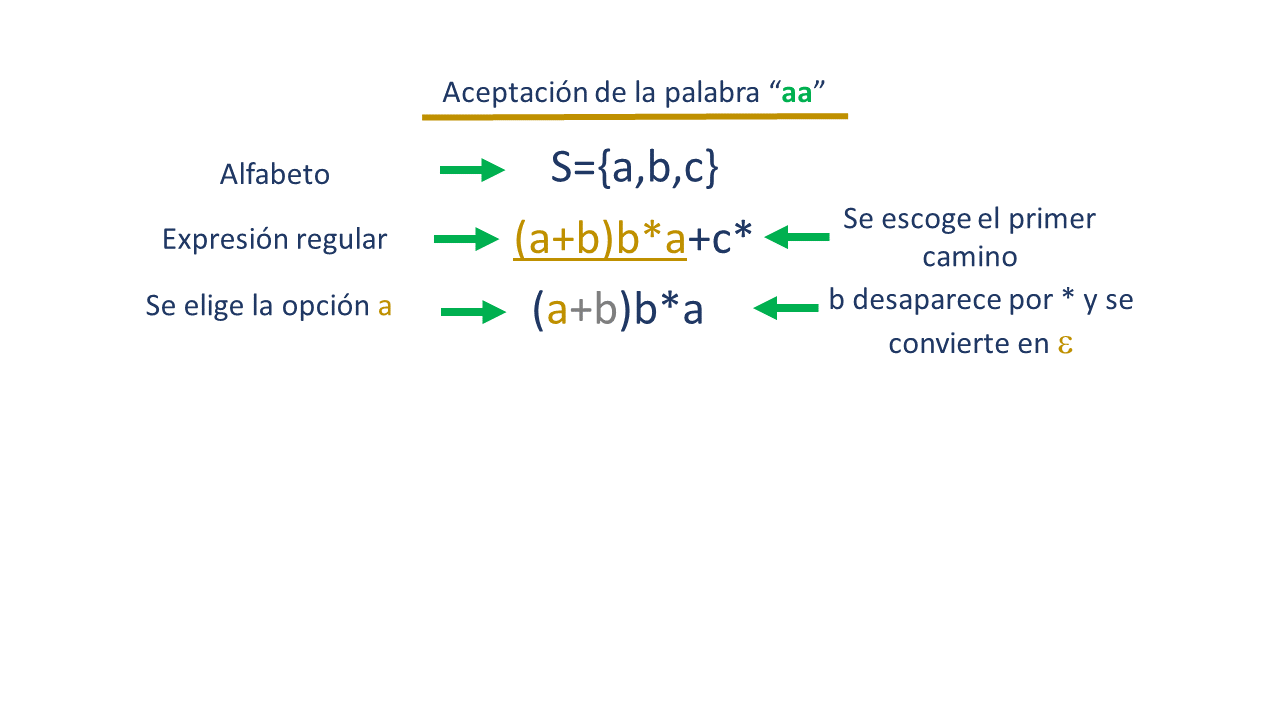 Aceptación de la palabra “aa”
Alfabeto
S={a,b,c}
Expresión regular
(a+b)b*a+c*
Se escoge el primer
camino
Se elige la opción a
(a+b)b*a
b desaparece por * y se
convierte en ε